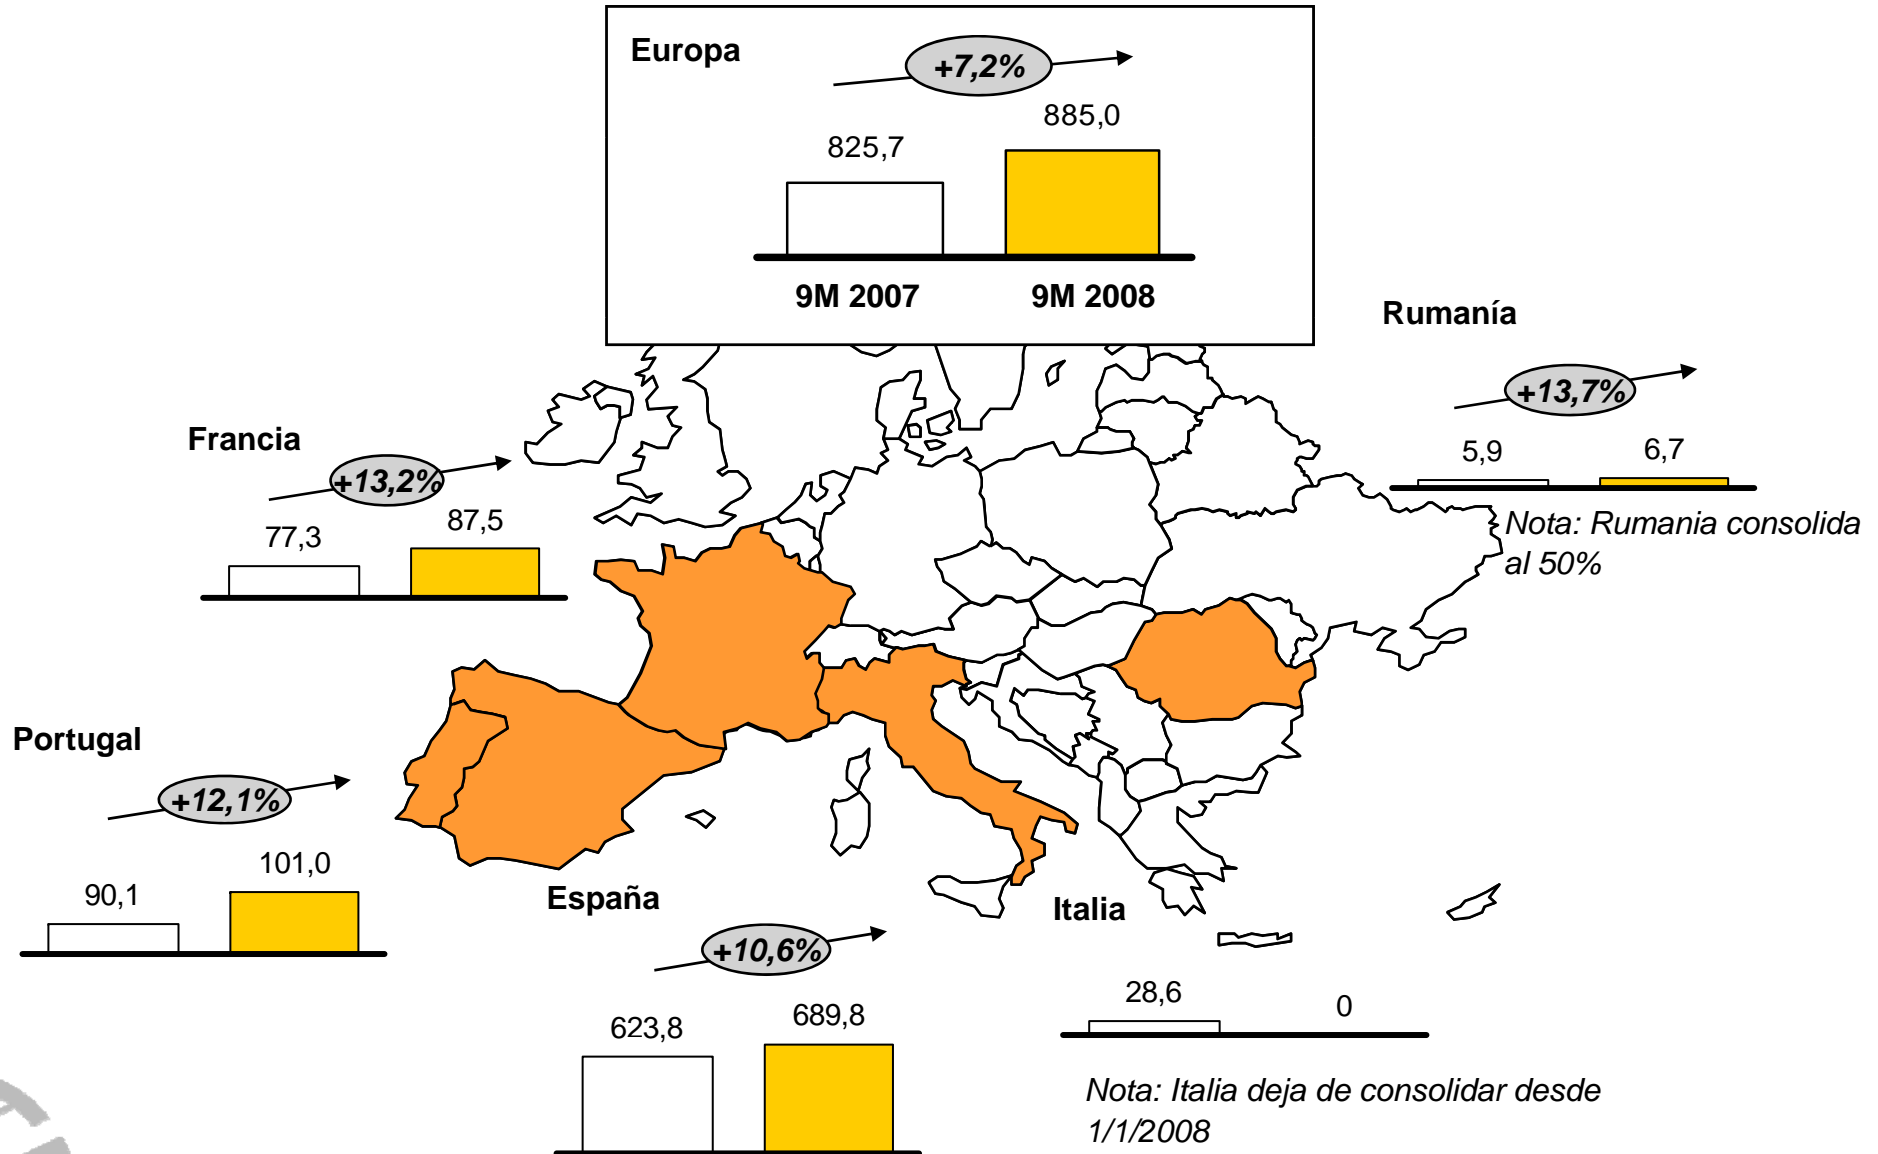 Europa
+7,2%
825,7
885,0
9M 2007
9M 2008
Rumanía
+13,7%
5,9
6,7
Nota: Rumania consolida
al 50%
Francia
+13,2%
77,3
87,5
Portugal
+12,1%
90,1
101,0
España
+10,6%
623,8
689,8
Italia
28,6
0
Nota: Italia deja de consolidar desde
1/1/2008